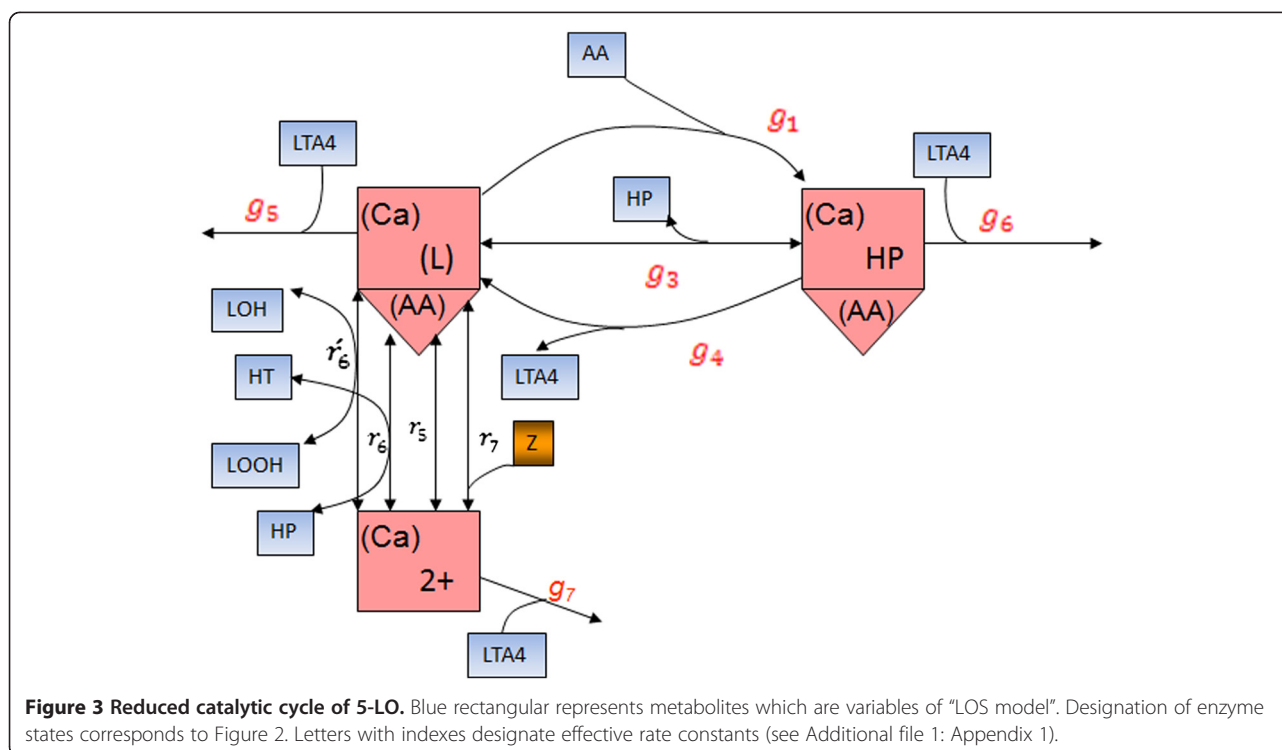 AA
g1
LTA4
LTA4
g5
(Ca)
(L)
HP
(Ca)
HP
g6
g3
LOH
(AA)
(AA)
r′6
g4
HT
LTA4
r6
r5
r7
Z
LOOH
HP
(Ca)
2+
g7
LTA4
Figure 3 Reduced catalytic cycle of 5-LO. Blue rectangular represents metabolites which are variables of “LOS model”. Designation of enzyme
states corresponds to Figure 2. Letters with indexes designate effective rate constants (see Additional file 1: Appendix 1).